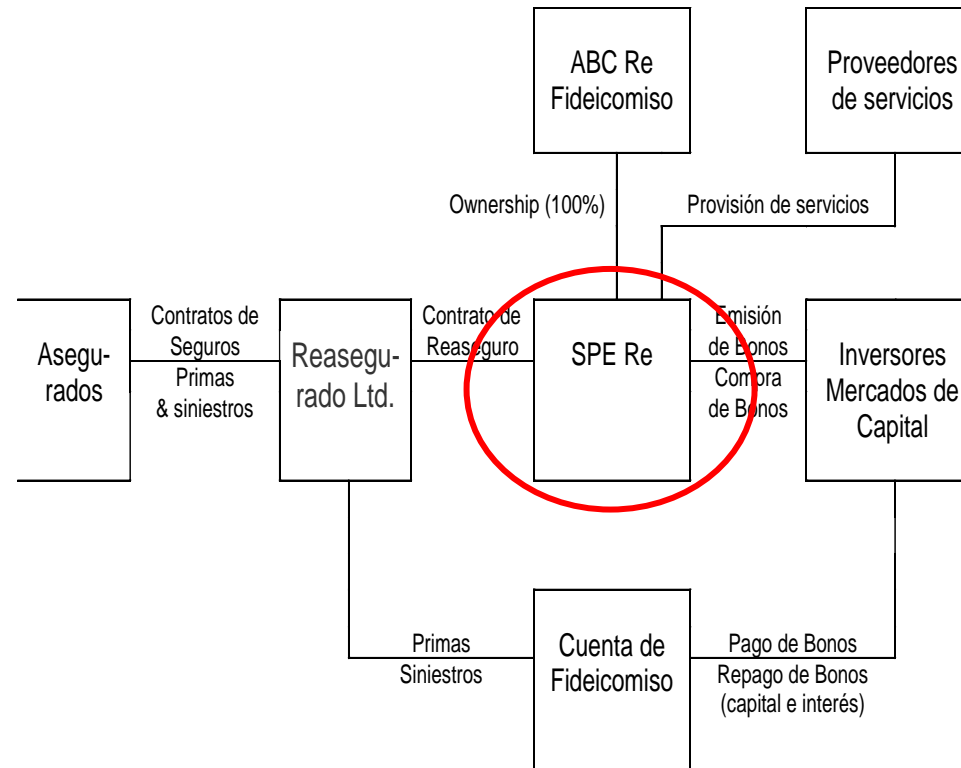 ABC Re
Fideicomiso
Proveedores
de servicios
Ownership (100%)
Provisión de servicios
Asegu-
rados
Contratos de
Seguros
Primas
& siniestros
Reasegu-
rado Ltd.
Contrato de
Reaseguro
SPE Re
Emisión
de Bonos
Compra
de Bonos
Inversores
Mercados de
Capital
Primas
Siniestros
Cuenta de
Fideicomiso
Pago de Bonos
Repago de Bonos
(capital e interés)